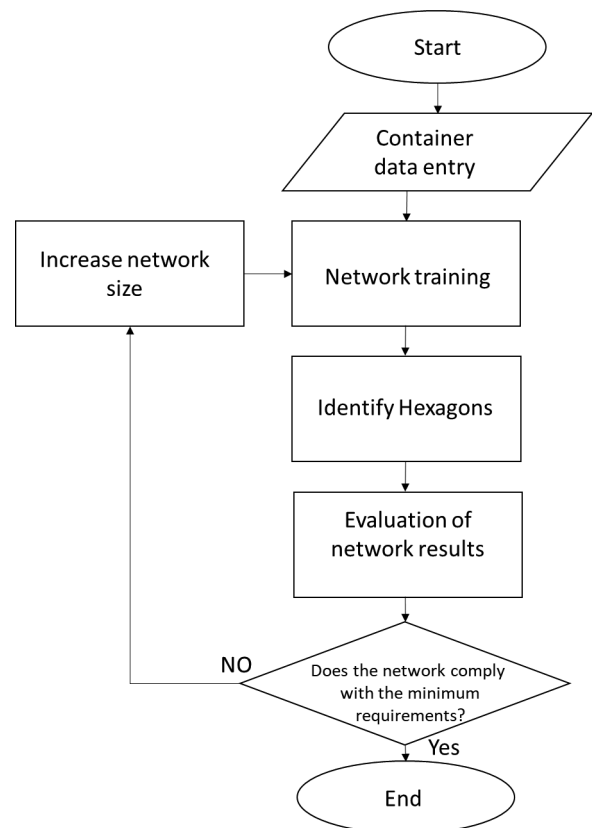 Start
Container
data entry
Increase network
size
Network training
Identify Hexagons
Evaluation of
network results
NO
Does the network comply
with the minimum
requirements?
Yes
End